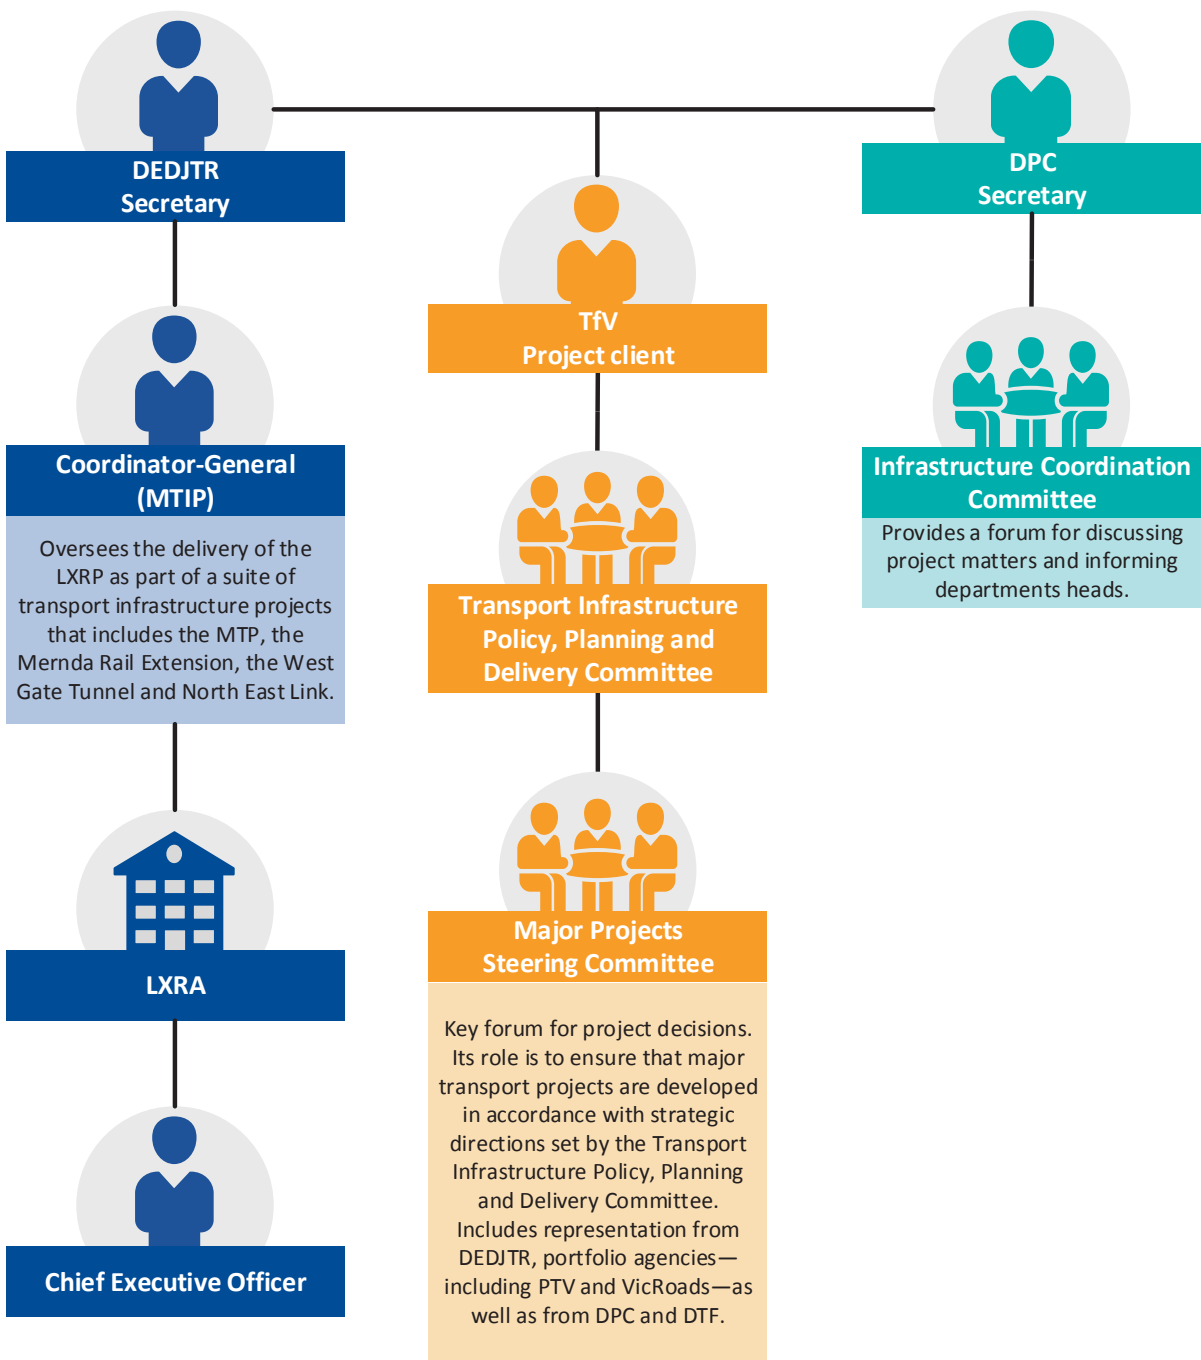 DEDJTR
Secretary
Coordinator-General
(MTIP)
Oversees the delivery of the
LXRP as part of a suite of
transport infrastructure projects
that includes the MTP, the
Mernda Rail Extension, the West
Gate Tunnel and North East Link.
LXRA
Chief Executive Officer
TfV
Project client
Transport Infrastructure
Policy, Planning and
Delivery Committee
Major Projects
Steering Committee
Key forum for project decisions.
Its role is to ensure that major
transport projects are developed
in accordance with strategic
directions set by the Transport
Infrastructure Policy, Planning
and Delivery Committee.
Includes representation from
DEDJTR, portfolio agencies—
including PTV and VicRoads—as
well as from DPC and DTF.
DPC
Secretary
Infrastructure Coordination
Committee
Provides a forum for discussing
project matters and informing
departments heads.